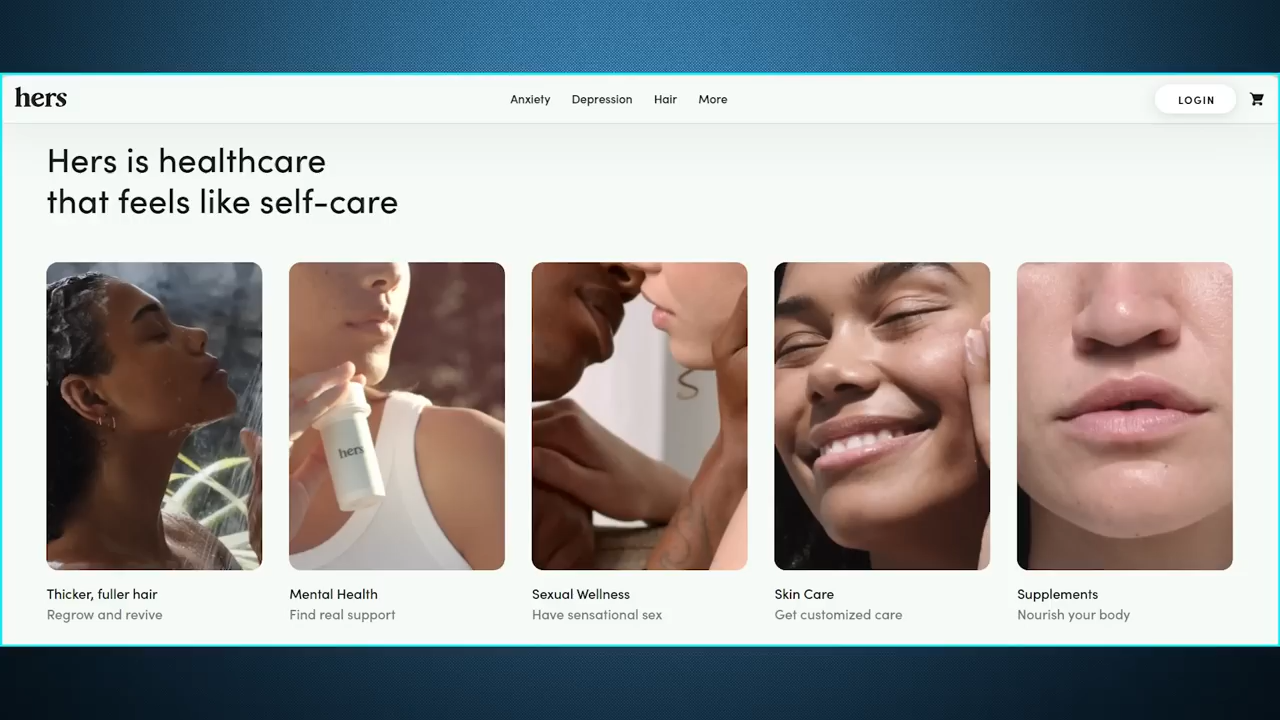 hers
Anxiety Depression Hair More
LOGIN
Hers is healthcare
that feels like self-care
hers
Thicker, fuller hair
Regrow and revive
Mental Health
Find real support
Sexual Wellness
Have sensational sex
Skin Care
Get customized care
Supplements
Nourish your body